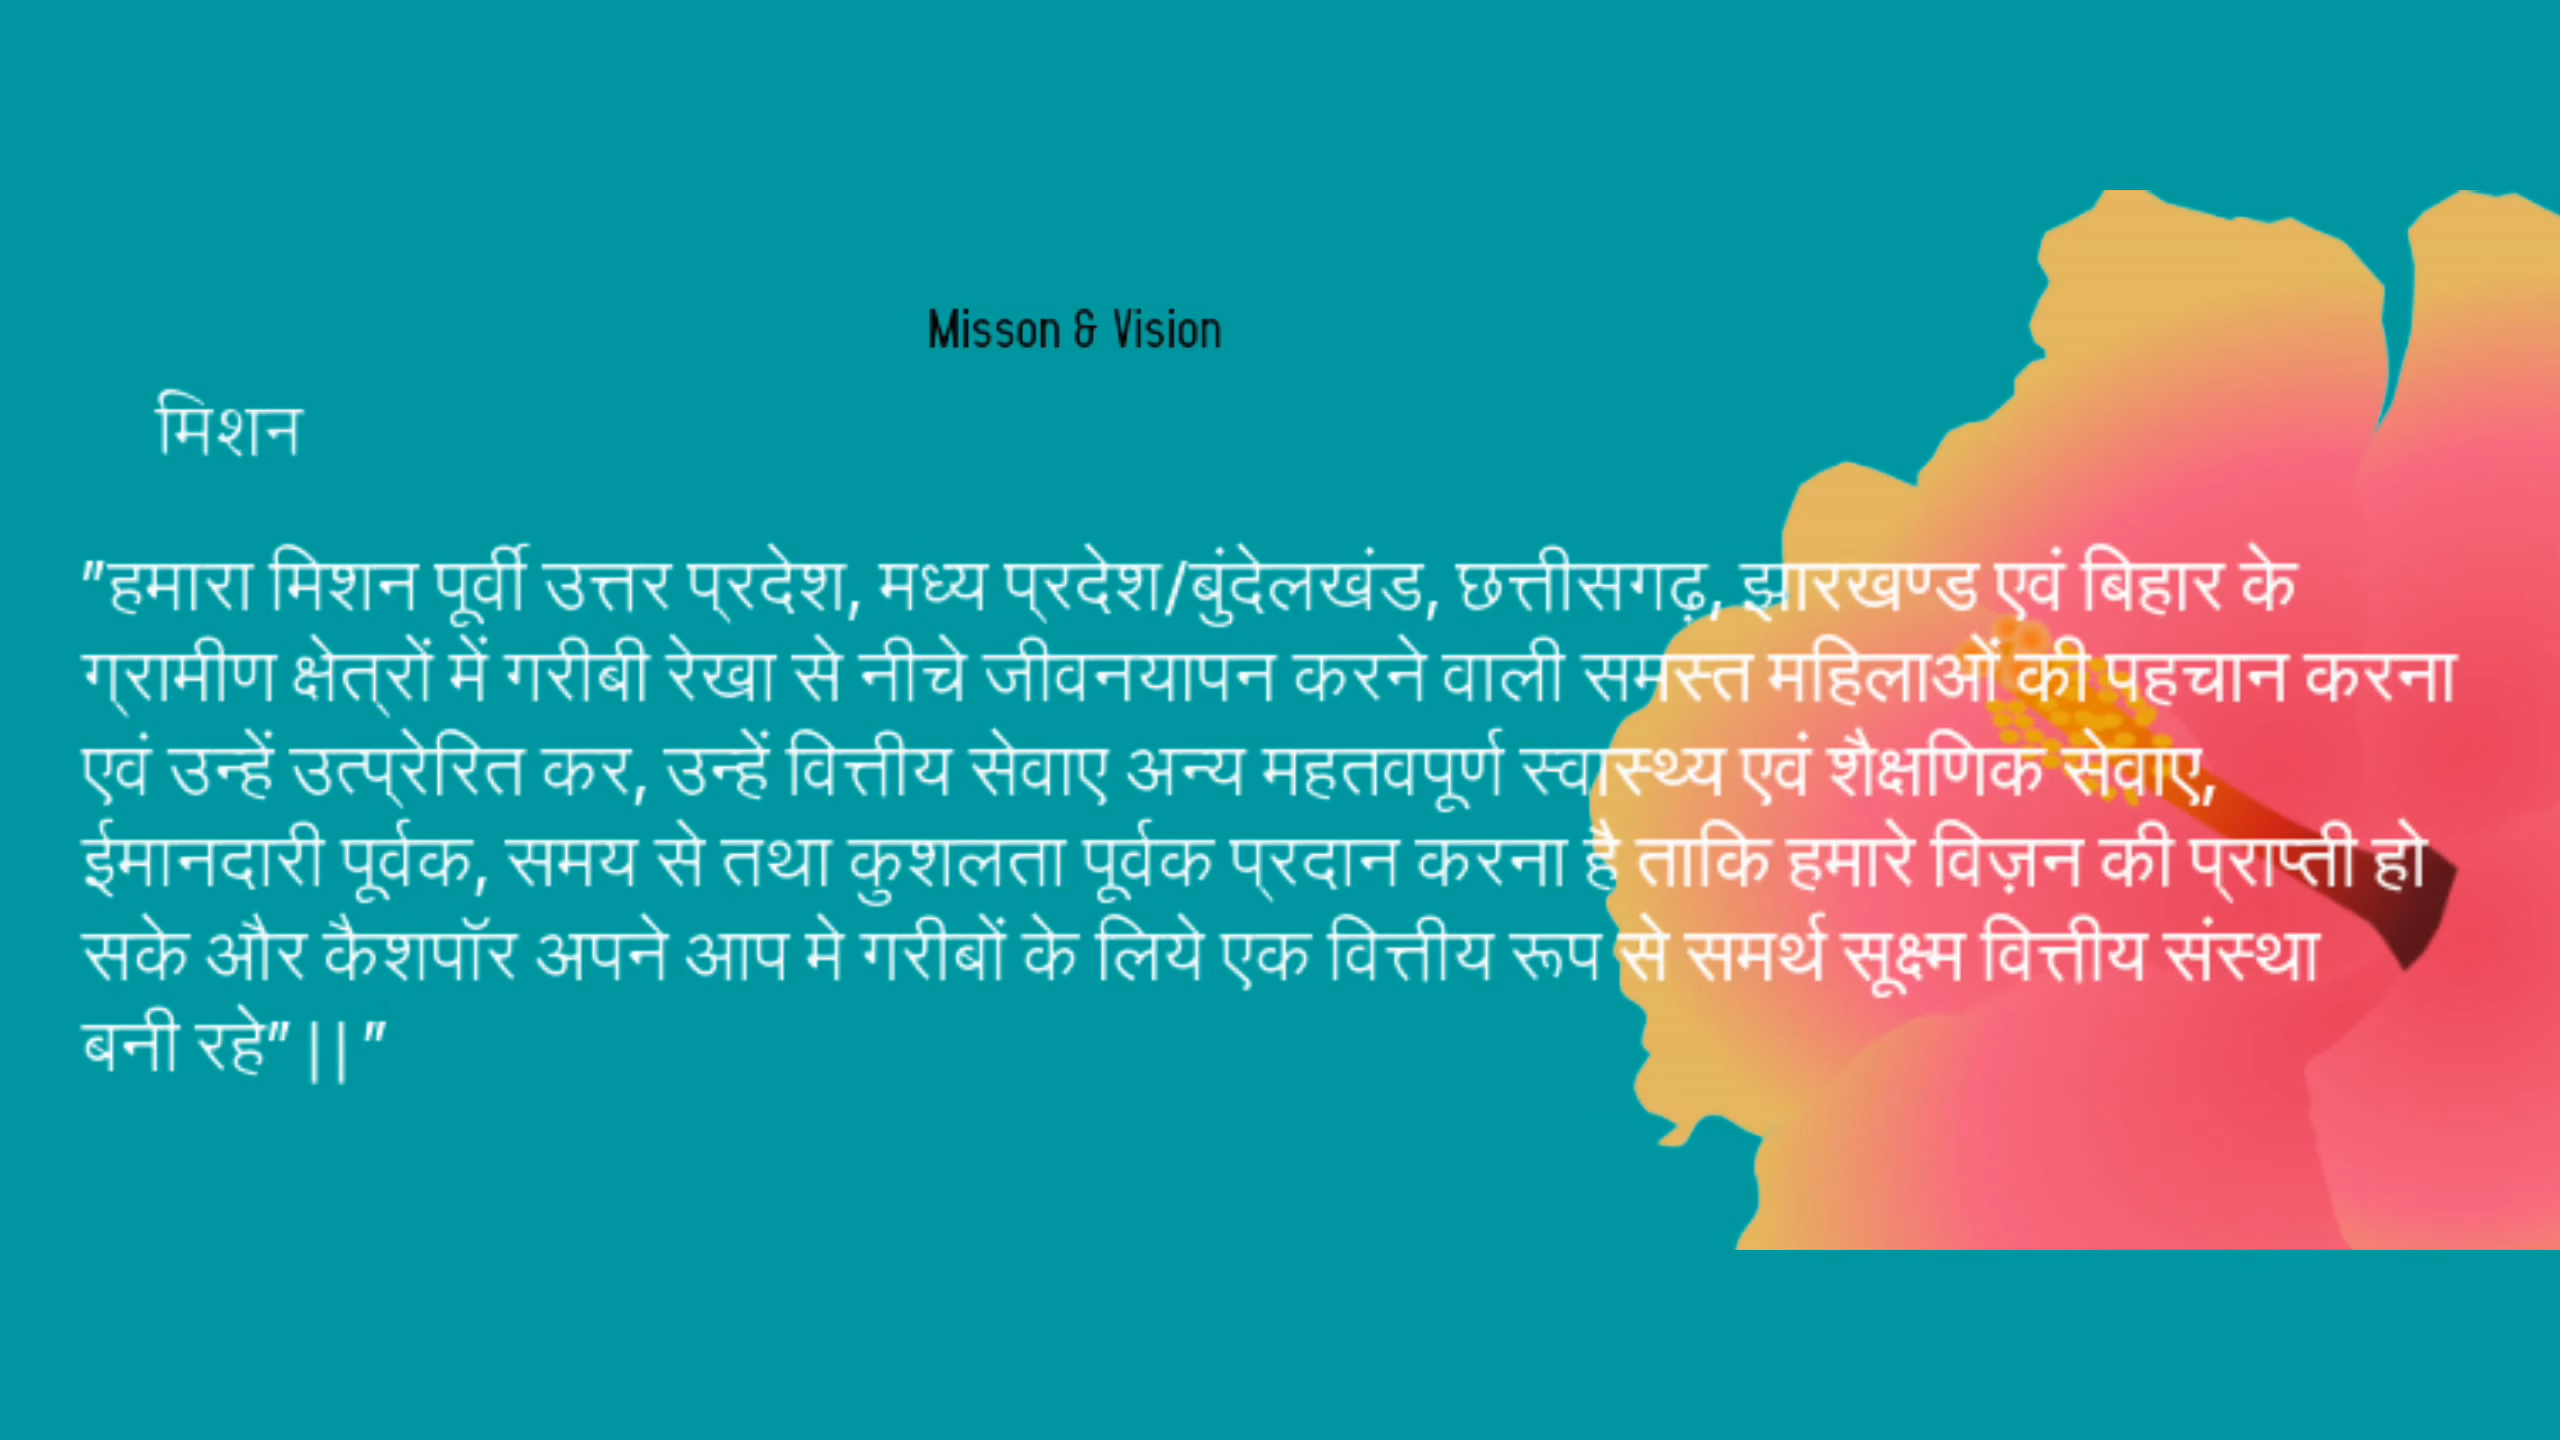 Misson & Vision
मिशन
"हमारा मिशन पूर्वी उत्तर प्रदेश, मध्य प्रदेश/बुंदेलखंड, छत्तीसगढ़, झारखण्ड एवं बिहार के
ग्रामीण क्षेत्रों में गरीबी रेखा से नीचे जीवनयापन करने वाली समस्त महिलाओं की पहचान करना
एवं उन्हें उत्प्रेरित कर, उन्हें वित्तीय सेवाए अन्य महतवपूर्ण स्वास्थ्य एवं शैक्षणिक सेवाए,
ईमानदारी पूर्वक, समय से तथा कुशलता पूर्वक प्रदान करना है ताकि हमारे विज़न की प्राप्ती हो
सके और कैशपॉर अपने आप मे गरीबों के लिये एक वित्तीय रूप से समर्थ सूक्ष्म वित्तीय संस्था
बनी रहे" || "